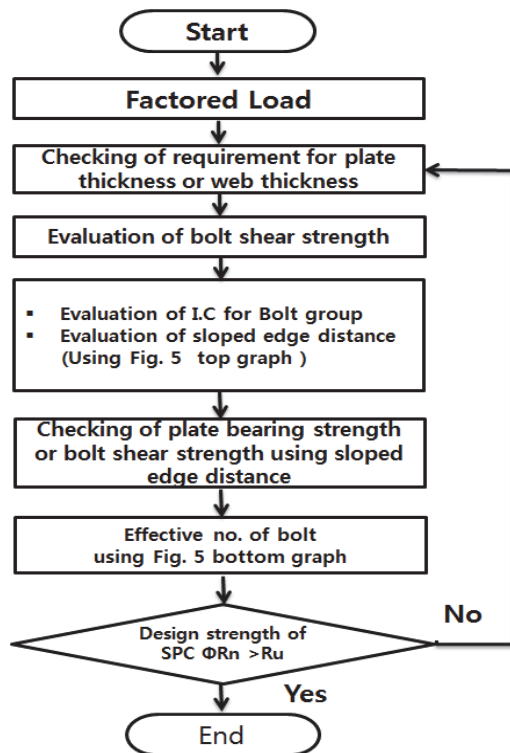 Start
Factored Load
Checking of requirement for plate
thickness or web thickness
Evaluation of bolt shear strength
▪ Evaluation of I.C for Bolt group
▪ Evaluation of sloped edge distance
(Using Fig. 5 top graph )
Checking of plate bearing strength
or bolt shear strength using sloped
edge distance
Effective no. of bolt
using Fig. 5 bottom graph
Design strength of
SPC ΦRn >Ru
No
Yes
End